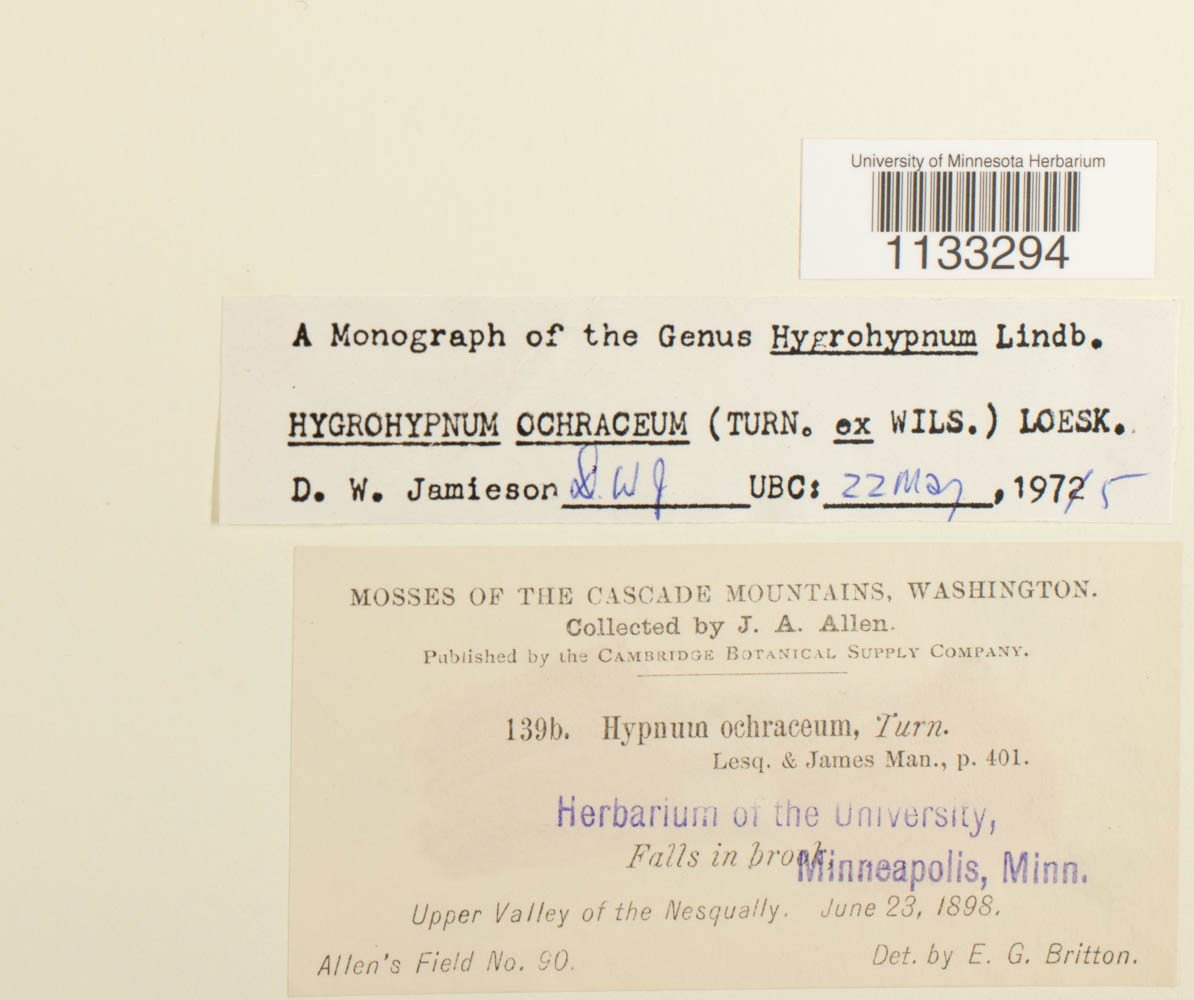 University of Minnesota Herbarium
1133294
A Monograph of the Genus Hygrohypnum Lindb.
HYGROHYPNUM OCHRACEUM (TURN. ex WILS.) LOESK.
D. W. Jamieson D.W J UBC: 22 May, 1972 5
MOSSES OF THE CASCADE MOUNTAINS, WASHINGTON.
Collected by J. A. Allen.
Published by the CAMBRIDGE BOTANICAL SUPPLY COMPANY.
139b. Hypnum ochraceum, Turn.
Lesq. & James Man., p. 401.
Herbarium of the University,
Falls in brook,
Minneapolis, Minn.
Upper Valley of the Nesqually. June 23, 1898.
Allen's Field No. 90.
Det. by E. G. Britton.